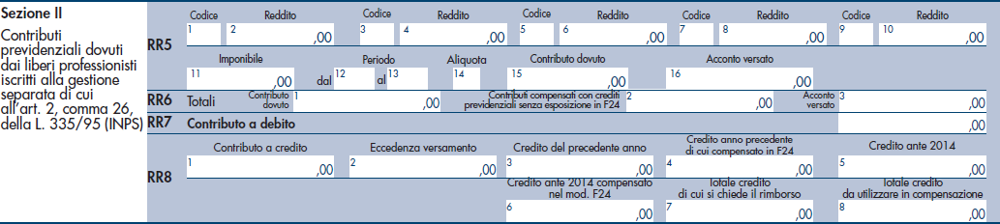 Sezione II
Contributi
previdenziali dovuti
dai liberi professionisti
iscritti alla gestione
separata di cui
all'art. 2, comma 26,
della L. 335/95 (INPS)
RR5
Codice Reddito Codice Reddito Codice Reddito Codice Reddito Codice Reddito
1 2 ,00 3 4 ,00 5 6 ,00 7 8 ,00 9 10 ,00
Imponibile Periodo Aliquota Contributo dovuto Acconto versato
11 ,00 dal 12 al 13 14 15 ,00 16 ,00
RR6 Totali Contributo dovuto 1 ,00 Contributi compensati con crediti previdenziali senza esposizione in F24 2 ,00 Acconto versato 3 ,00
RR7 Contributo a debito ,00
RR8
Contributo a credito Eccedenza versamento Credito del precedente anno Credito anno precedente di cui compensato in F24 Credito ante 2014
1 ,00 2 ,00 3 ,00 4 ,00 5 ,00
Credito ante 2014 compensato nel mod. F24 Totale credito di cui si chiede il rimborso Totale credito da utilizzare in compensazione
6 ,00 7 ,00 8 ,00